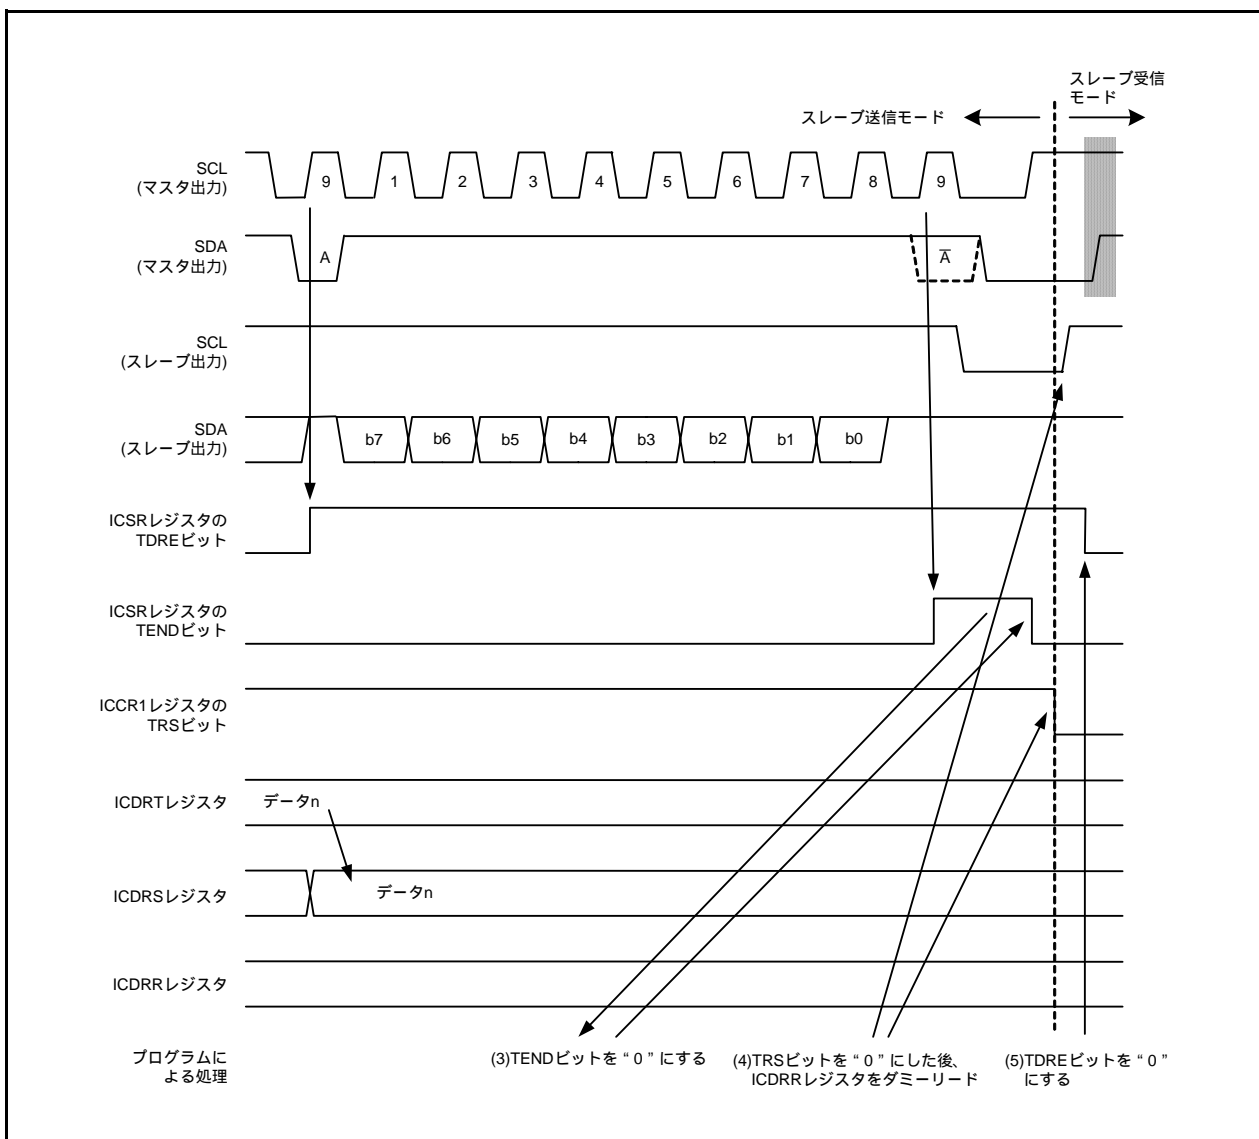 スレーブ受信
モード
スレーブ送信モード
SCL
(マスタ出力)
9 1 2 3 4 5 6 7 8 9
SDA
(マスタ出力)
A A̅
SCL
(スレーブ出力)
SDA
(スレーブ出力)
b7 b6 b5 b4 b3 b2 b1 b0
ICSRレジスタの
TDREビット
ICSRレジスタの
TENDビット
ICCR1レジスタの
TRSビット
ICDRTレジスタ
データn
ICDRSレジスタ
データn
ICDRRレジスタ
プログラムに
よる処理
(3)TENDビットを“0”にする
(4)TRSビットを“0”にした後、
ICDRRレジスタをダミーリード
(5)TDREビットを“0”
にする